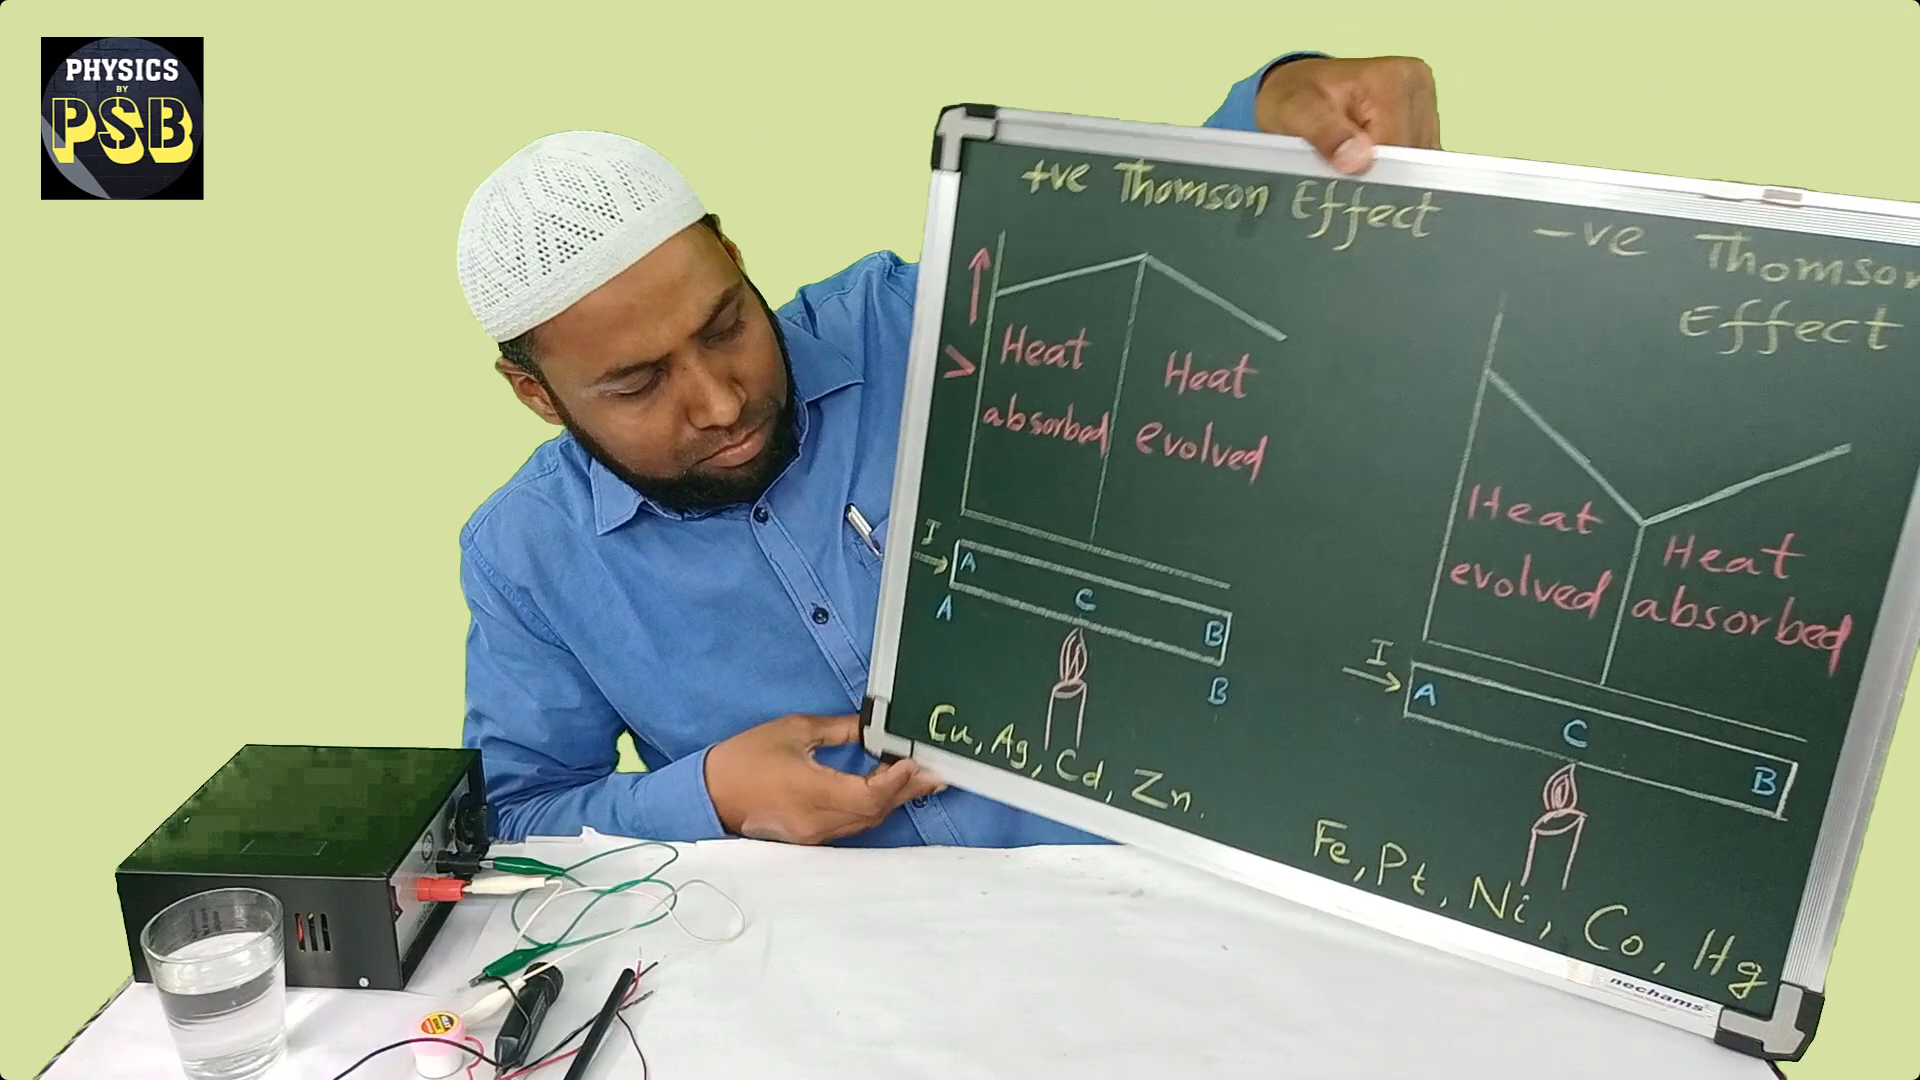 PHYSICS
BY
PSB
+ve Thomson Effect
V
Heat
absorbed
Heat
evolved
I
A
C
B
A
B
Cu, Ag, Cd, Zn.
-ve Thomson
Effect
Heat
evolved
Heat
absorbed
I
A
C
B
Fe, Pt, Ni, Co, Hg
nechams